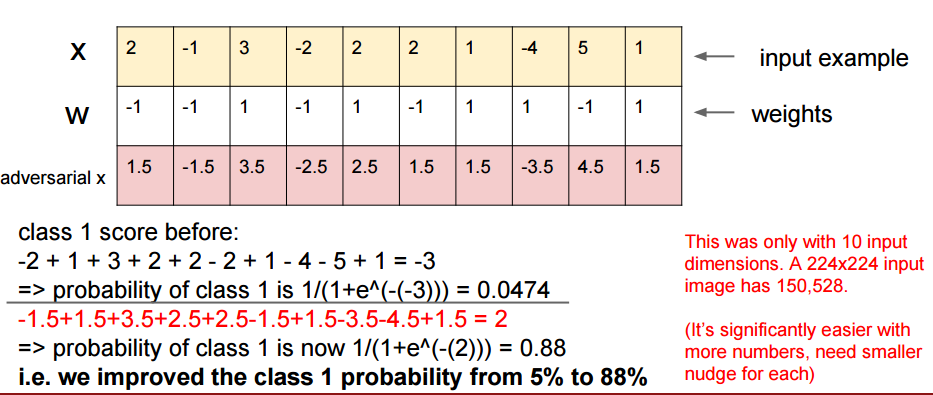 X 2 -1 3 -2 2 2 1 -4 5 1 input example
W -1 -1 1 -1 1 -1 1 1 -1 1 weights
adversarial x 1.5 -1.5 3.5 -2.5 2.5 1.5 1.5 -3.5 4.5 1.5
class 1 score before:
-2 + 1 + 3 + 2 + 2 - 2 + 1 - 4 - 5 + 1 = -3
=> probability of class 1 is 1/(1+e^(-(-3))) = 0.0474
-1.5+1.5+3.5+2.5+2.5-1.5+1.5-3.5-4.5+1.5 = 2
=> probability of class 1 is now 1/(1+e^(-(2))) = 0.88
i.e. we improved the class 1 probability from 5% to 88%
This was only with 10 input
dimensions. A 224x224 input
image has 150,528.
(It's significantly easier with
more numbers, need smaller
nudge for each)